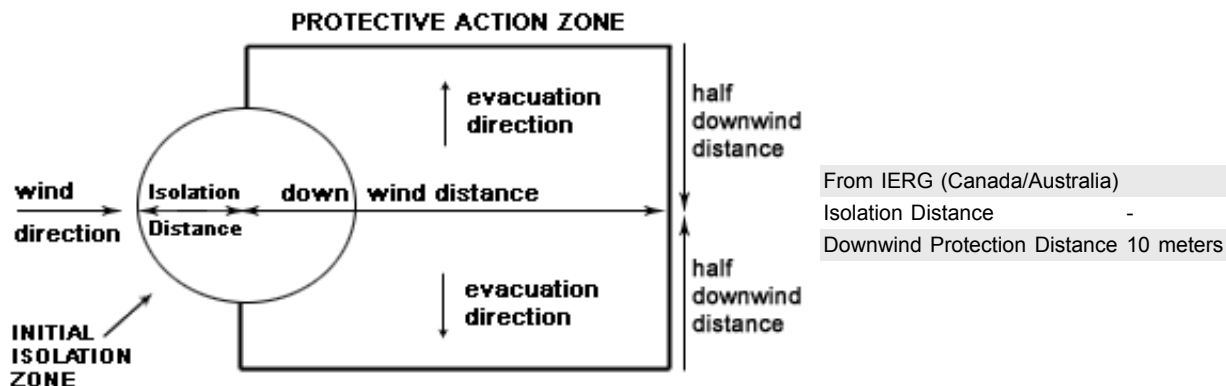 PROTECTIVE ACTION ZONE
evacuation
direction
half
downwind
distance
wind
direction
Isolation
Distance
down wind distance
evacuation
direction
half
downwind
distance
INITIAL
ISOLATION
ZONE
From IERG (Canada/Australia)
Isolation Distance -
Downwind Protection Distance 10 meters